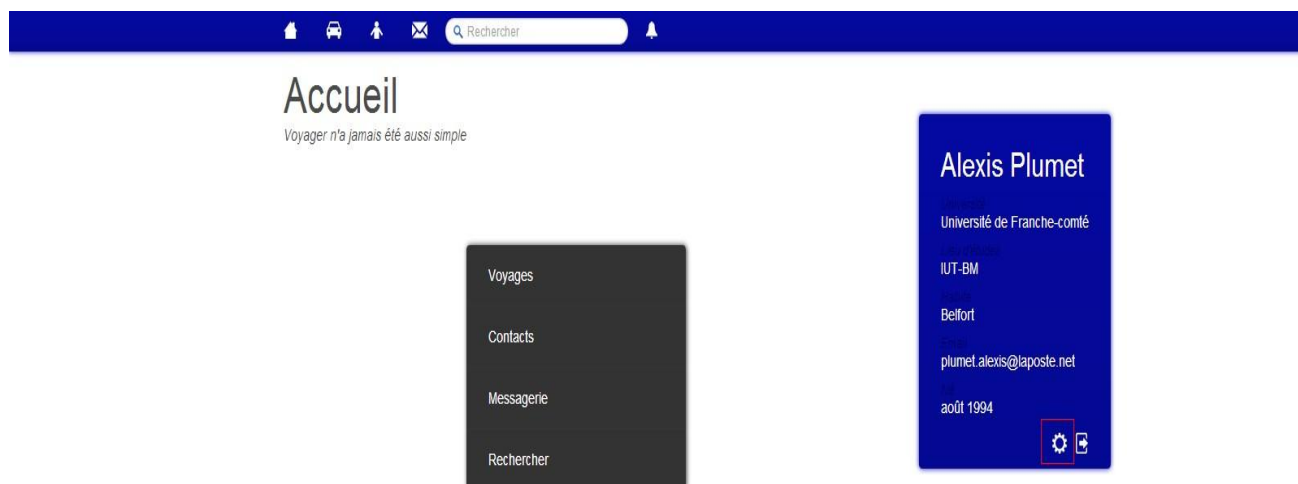 Rechercher
Accueil
Voyager n'a jamais été aussi simple
Voyages
Contacts
Messagerie
Rechercher
Alexis Plumet
Université de Franche-comté
IUT-BM
Belfort
plumet.alexis@laposte.net
août 1994